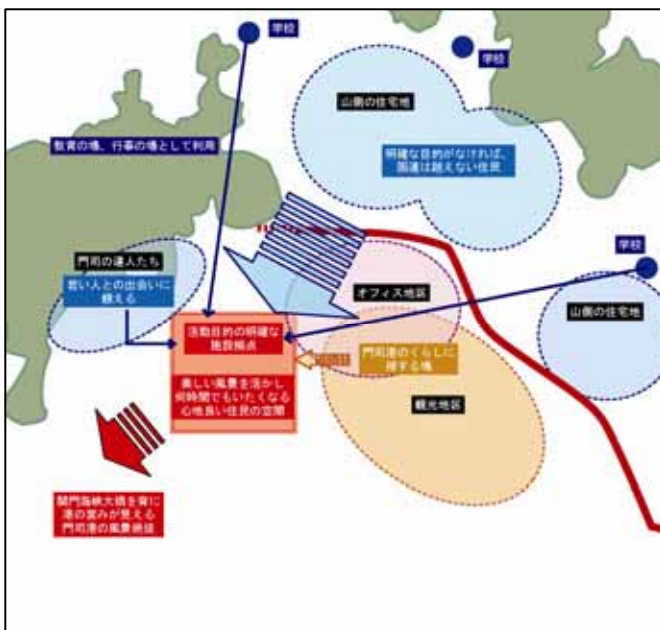 学校
学校
山側の住宅地
教育の場、行事の場として利用
明確な目的がなければ、
国道は越えない住民
門司の達人たち
若い人との出会いに
燃える
学校
オフィス地区
山側の住宅地
活動目的の明確な
施設拠点
門司港のくらしに
接する場
美しい風景を活かし
何時間でもいたくなる
心地良い住民の空間
観光地区
関門海峡大橋を背に
港の営みが見える
門司港の風景